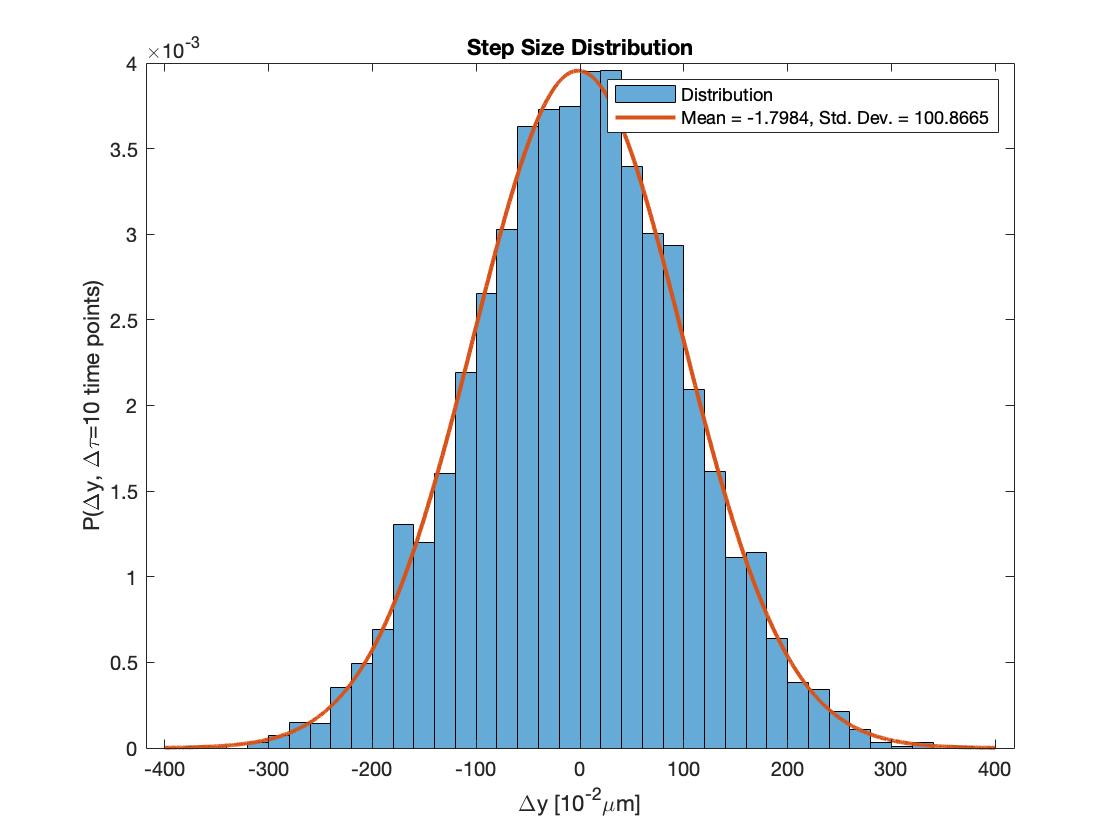 Step Size Distribution
×10⁻³
Distribution
Mean = -1.7984, Std. Dev. = 100.8665
4
3.5
3
2.5
2
1.5
1
0.5
0
P(Δy, Δτ=10 time points)
-400 -300 -200 -100 0 100 200 300 400
Δy [10⁻²μm]